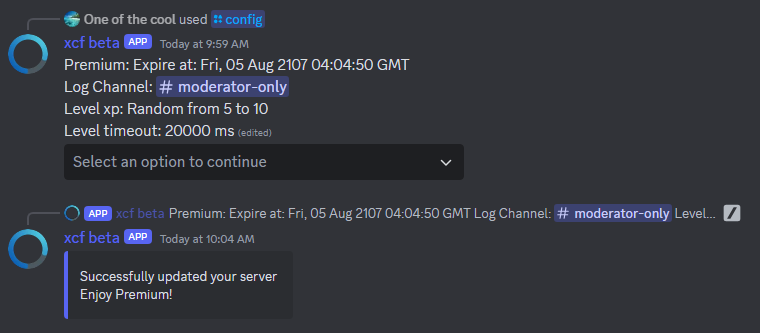 One of the cool used config
xcf beta APP Today at 9:59 AM
Premium: Expire at: Fri, 05 Aug 2107 04:04:50 GMT
Log Channel: # moderator-only
Level xp: Random from 5 to 10
Level timeout: 20000 ms (edited)
Select an option to continue
APP xcf beta Premium: Expire at: Fri, 05 Aug 2107 04:04:50 GMT Log Channel: # moderator-only Level...
xcf beta APP Today at 10:04 AM
Successfully updated your server
Enjoy Premium!